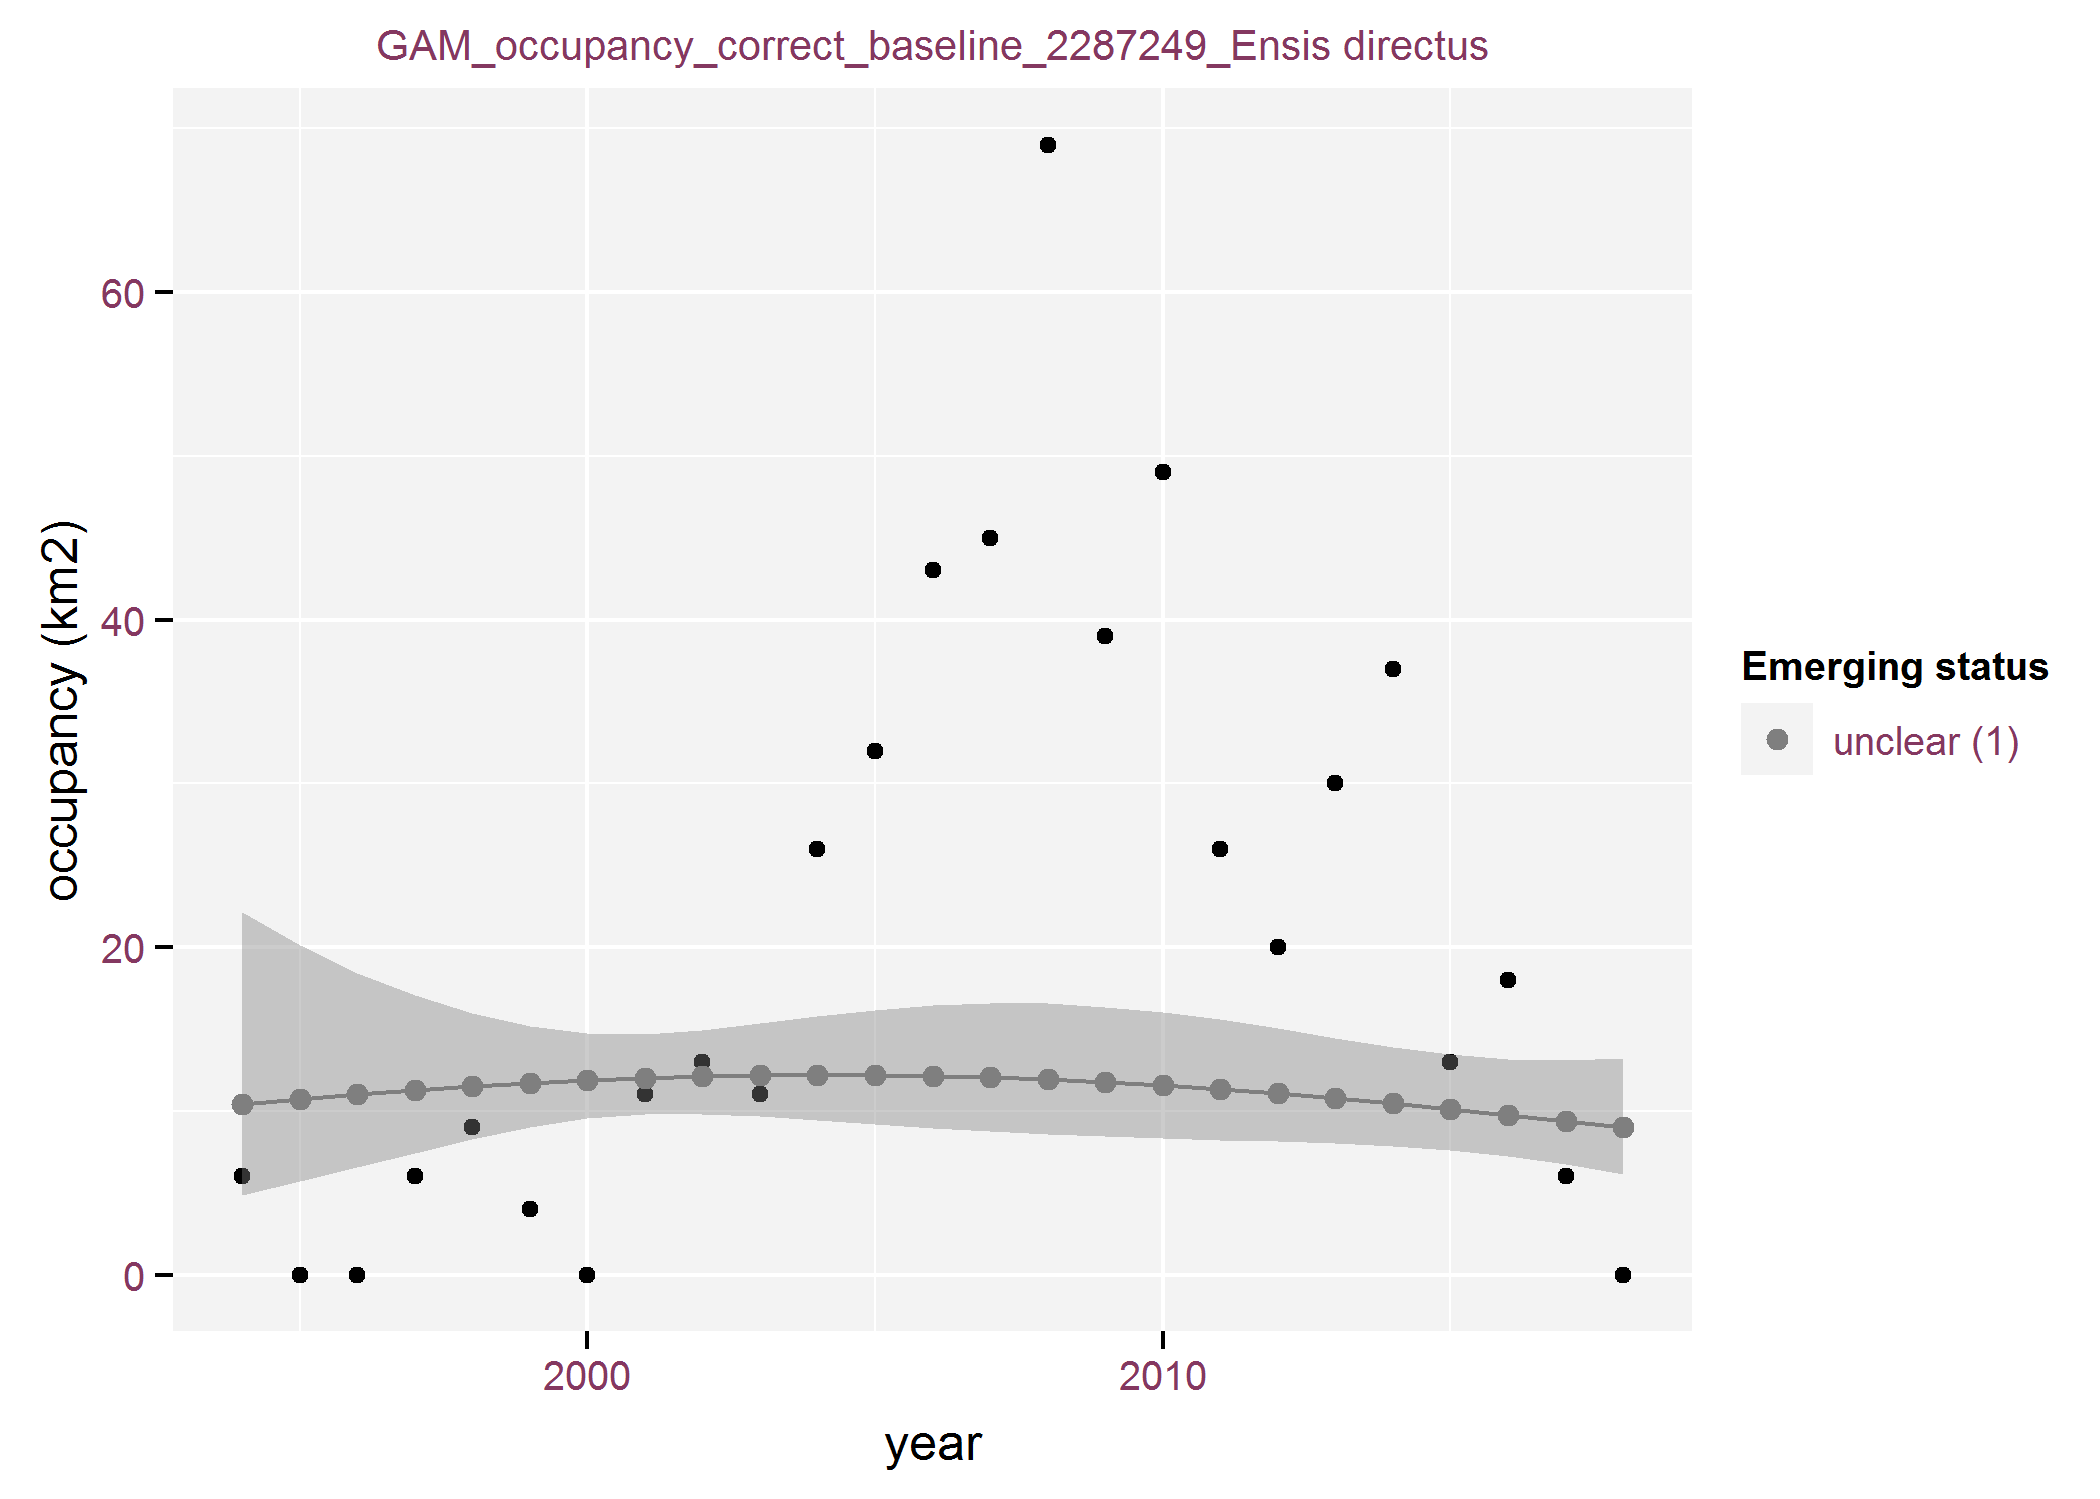 GAM_occupancy_correct_baseline_2287249_Ensis directus
60
40
20
0
occupancy (km2)
2000
2010
year
Emerging status
unclear (1)